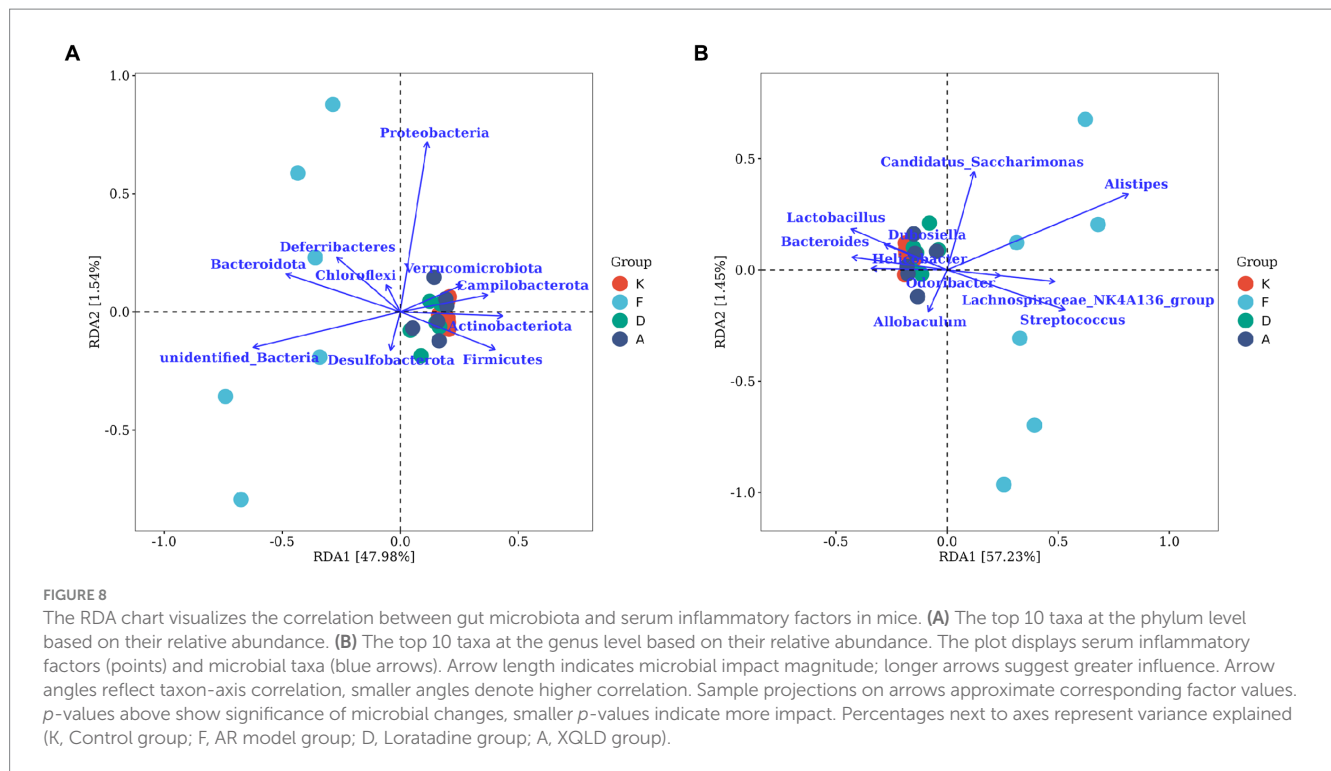 A
B
1.0
0.5
0.0
-0.5
-1.0
-0.5
0.0
0.5
RDA2 [1.54%]
RDA1 [47.98%]
Proteobacteria
Deferribacteres
Bacteroidota
Chloroflexi
Verrucomicrobiota
Campilobacterota
Actinobacteriota
unidentified_Bacteria
Desulfobacterota
Firmicutes
Group
K
F
D
A
0.5
0.0
-0.5
-1.0
-0.5
0.0
0.5
1.0
RDA2 [1.45%]
RDA1 [57.23%]
Candidatus_Saccharimonas
Alistipes
Lactobacillus
Dubosiella
Bacteroides
Helicobacter
Odoribacter
Lachnospiraceae_NK4A136_group
Allobaculum
Streptococcus
Group
K
F
D
A
FIGURE 8
The RDA chart visualizes the correlation between gut microbiota and serum inflammatory factors in mice. (A) The top 10 taxa at the phylum level
based on their relative abundance. (B) The top 10 taxa at the genus level based on their relative abundance. The plot displays serum inflammatory
factors (points) and microbial taxa (blue arrows). Arrow length indicates microbial impact magnitude; longer arrows suggest greater influence. Arrow
angles reflect taxon-axis correlation, smaller angles denote higher correlation. Sample projections on arrows approximate corresponding factor values.
p-values above show significance of microbial changes, smaller p-values indicate more impact. Percentages next to axes represent variance explained
(K, Control group; F, AR model group; D, Loratadine group; A, XQLD group).